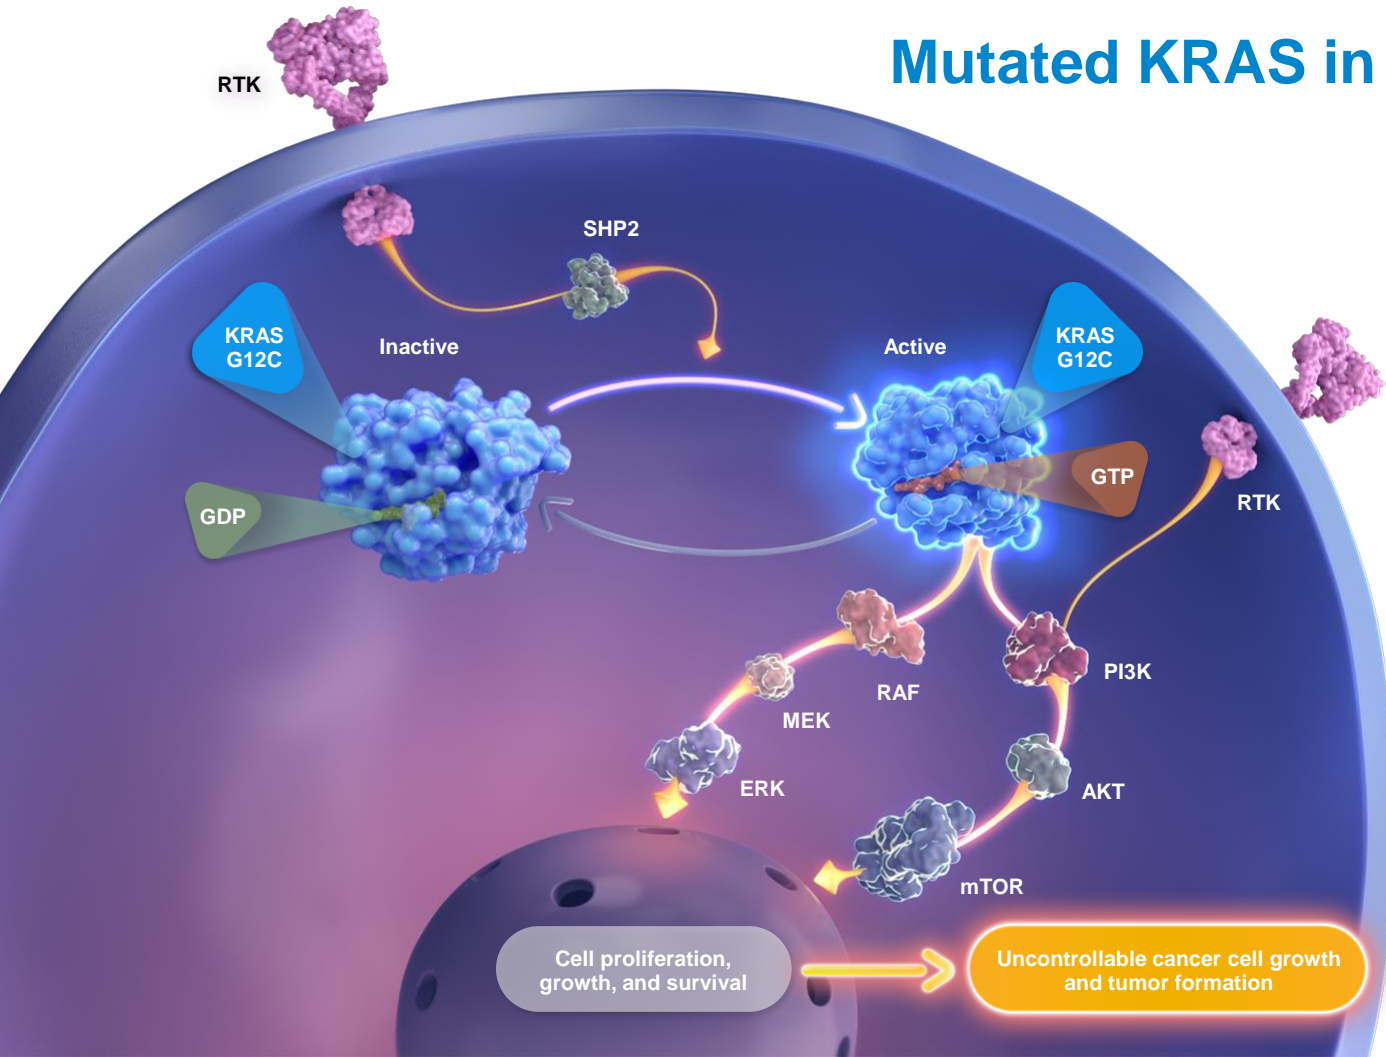 Mutated KRAS in
RTK
SHP2
KRAS
G12C
Inactive
Active
KRAS
G12C
GDP
GTP
RTK
RAF
PI3K
MEK
ERK
AKT
mTOR
Cell proliferation,
growth, and survival
Uncontrollable cancer cell growth
and tumor formation